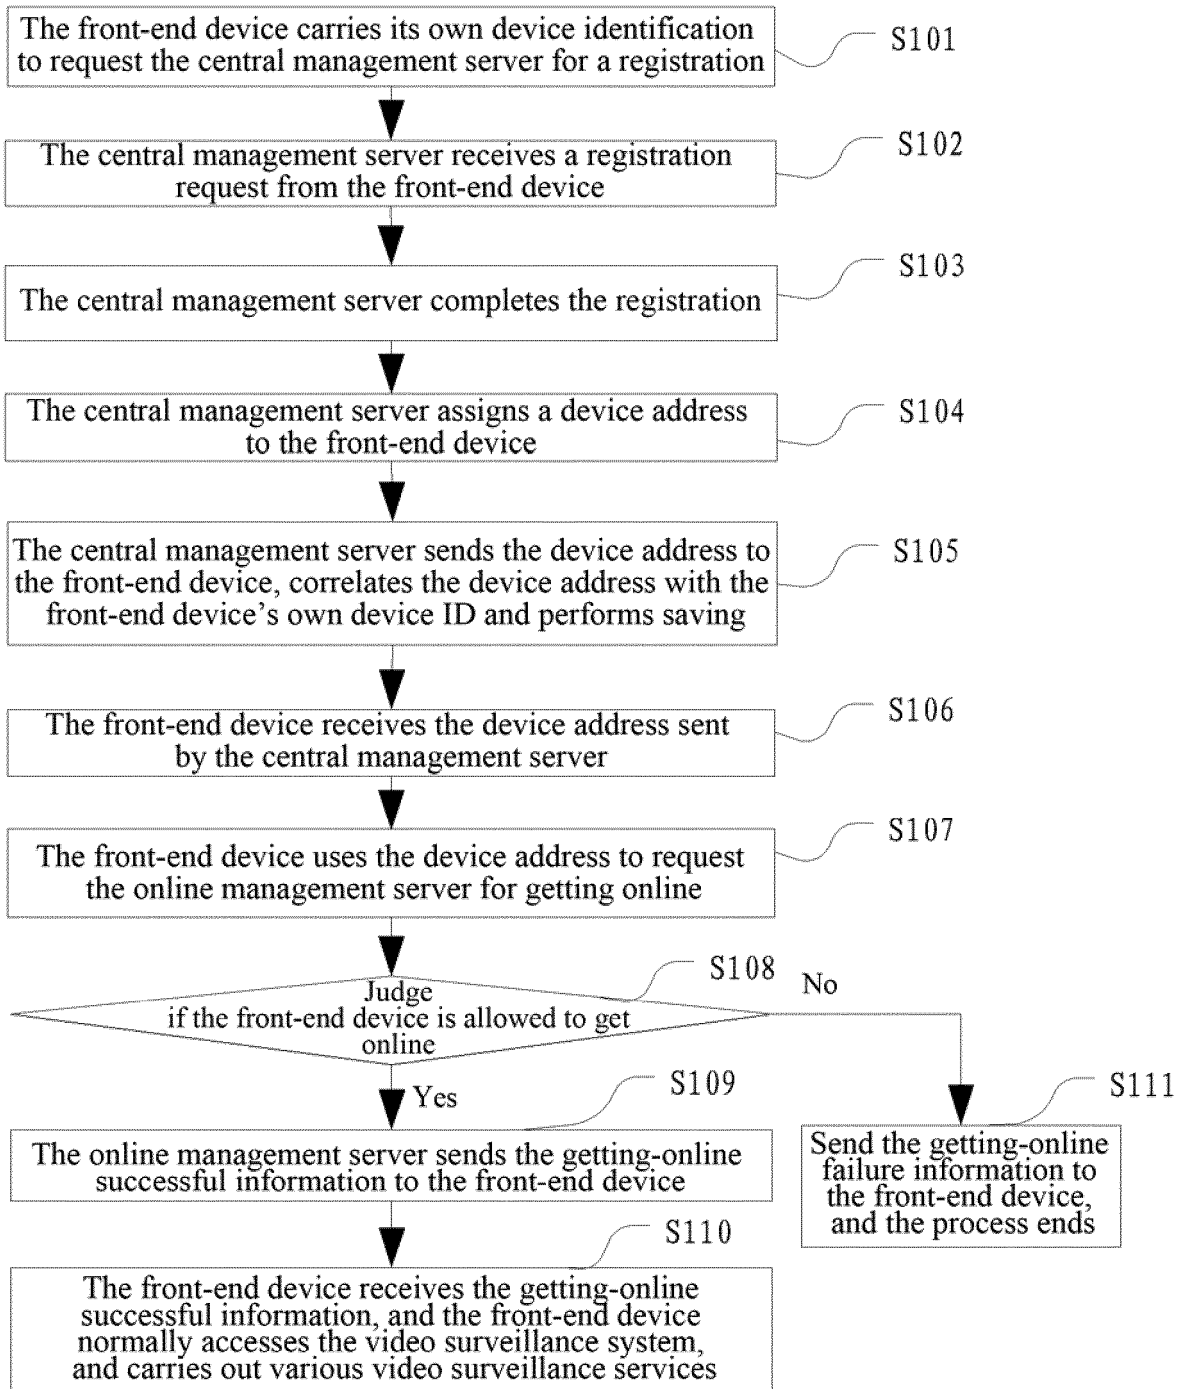 The front-end device carries its own device identification
to request the central management server for a registration
S101
The central management server receives a registration
request from the front-end device
S102
The central management server completes the registration
S103
The central management server assigns a device address
to the front-end device
S104
The central management server sends the device address to
the front-end device, correlates the device address with the
front-end device's own device ID and performs saving
S105
The front-end device receives the device address sent
by the central management server
S106
The front-end device uses the device address to request
the online management server for getting online
S107
Judge
if the front-end device is allowed to get
online
S108
No
Yes
S109
The online management server sends the getting-online
successful information to the front-end device
S111
Send the getting-online
failure information to
the front-end device,
and the process ends
S110
The front-end device receives the getting-online
successful information, and the front-end device
normally accesses the video surveillance system,
and carries out various video surveillance services